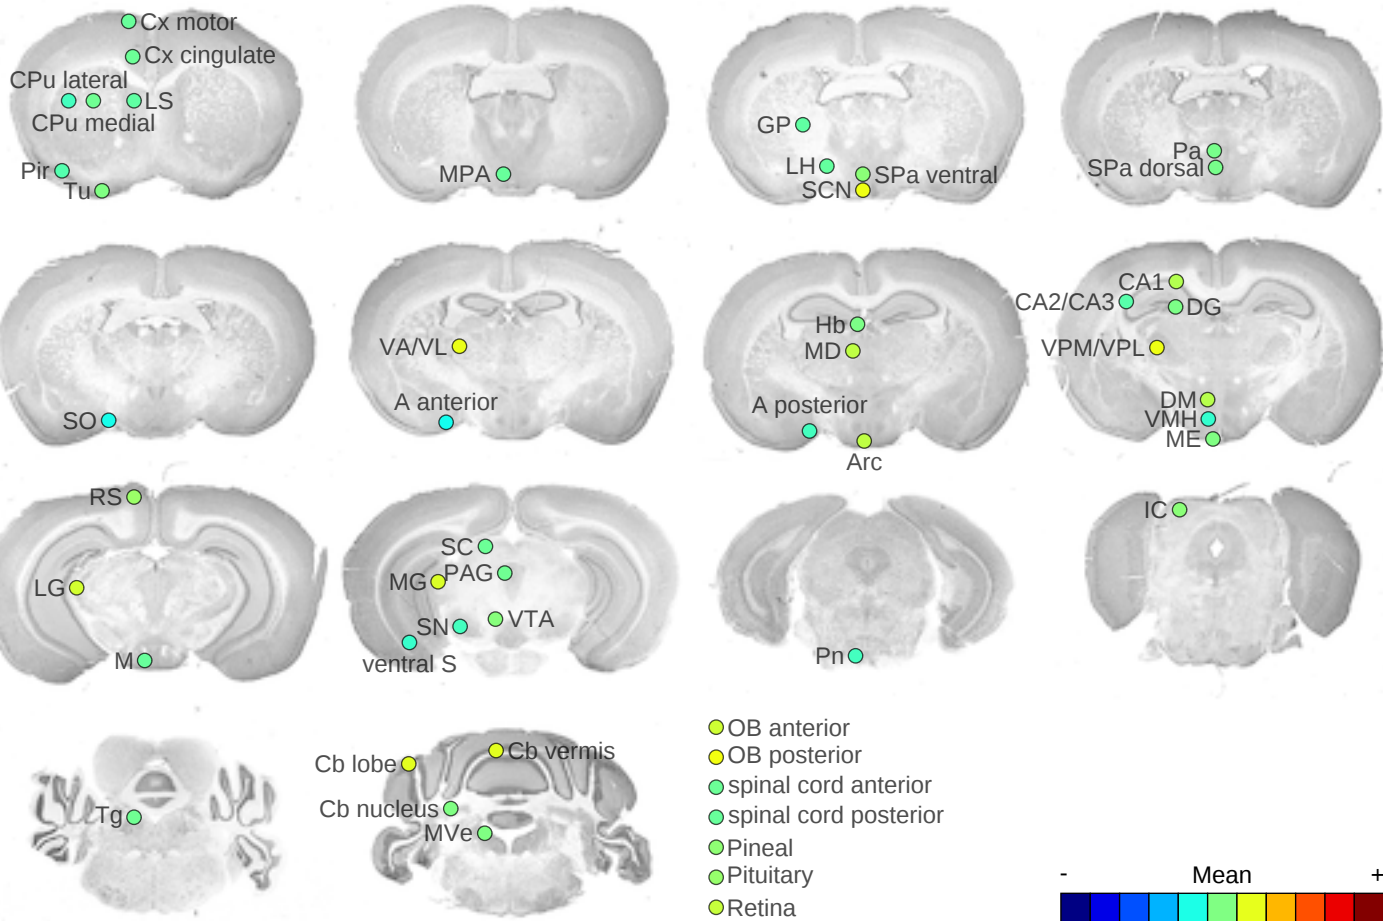 Cx motor
Cx cingulate
CPu lateral
LS
CPu medial
Pir
Tu
MPA
GP
LH
SPa ventral
SCN
Pa
SPa dorsal
SO
VA/VL
A anterior
Hb
MD
A posterior
Arc
CA1
CA2/CA3
DG
VPM/VPL
DM
VMH
ME
RS
LG
M
SC
PAG
MG
VTA
SN
ventral S
Pn
IC
Tg
Cb lobe
Cb vermis
Cb nucleus
MVe
OB anterior
OB posterior
spinal cord anterior
spinal cord posterior
Pineal
Pituitary
Retina
- Mean +